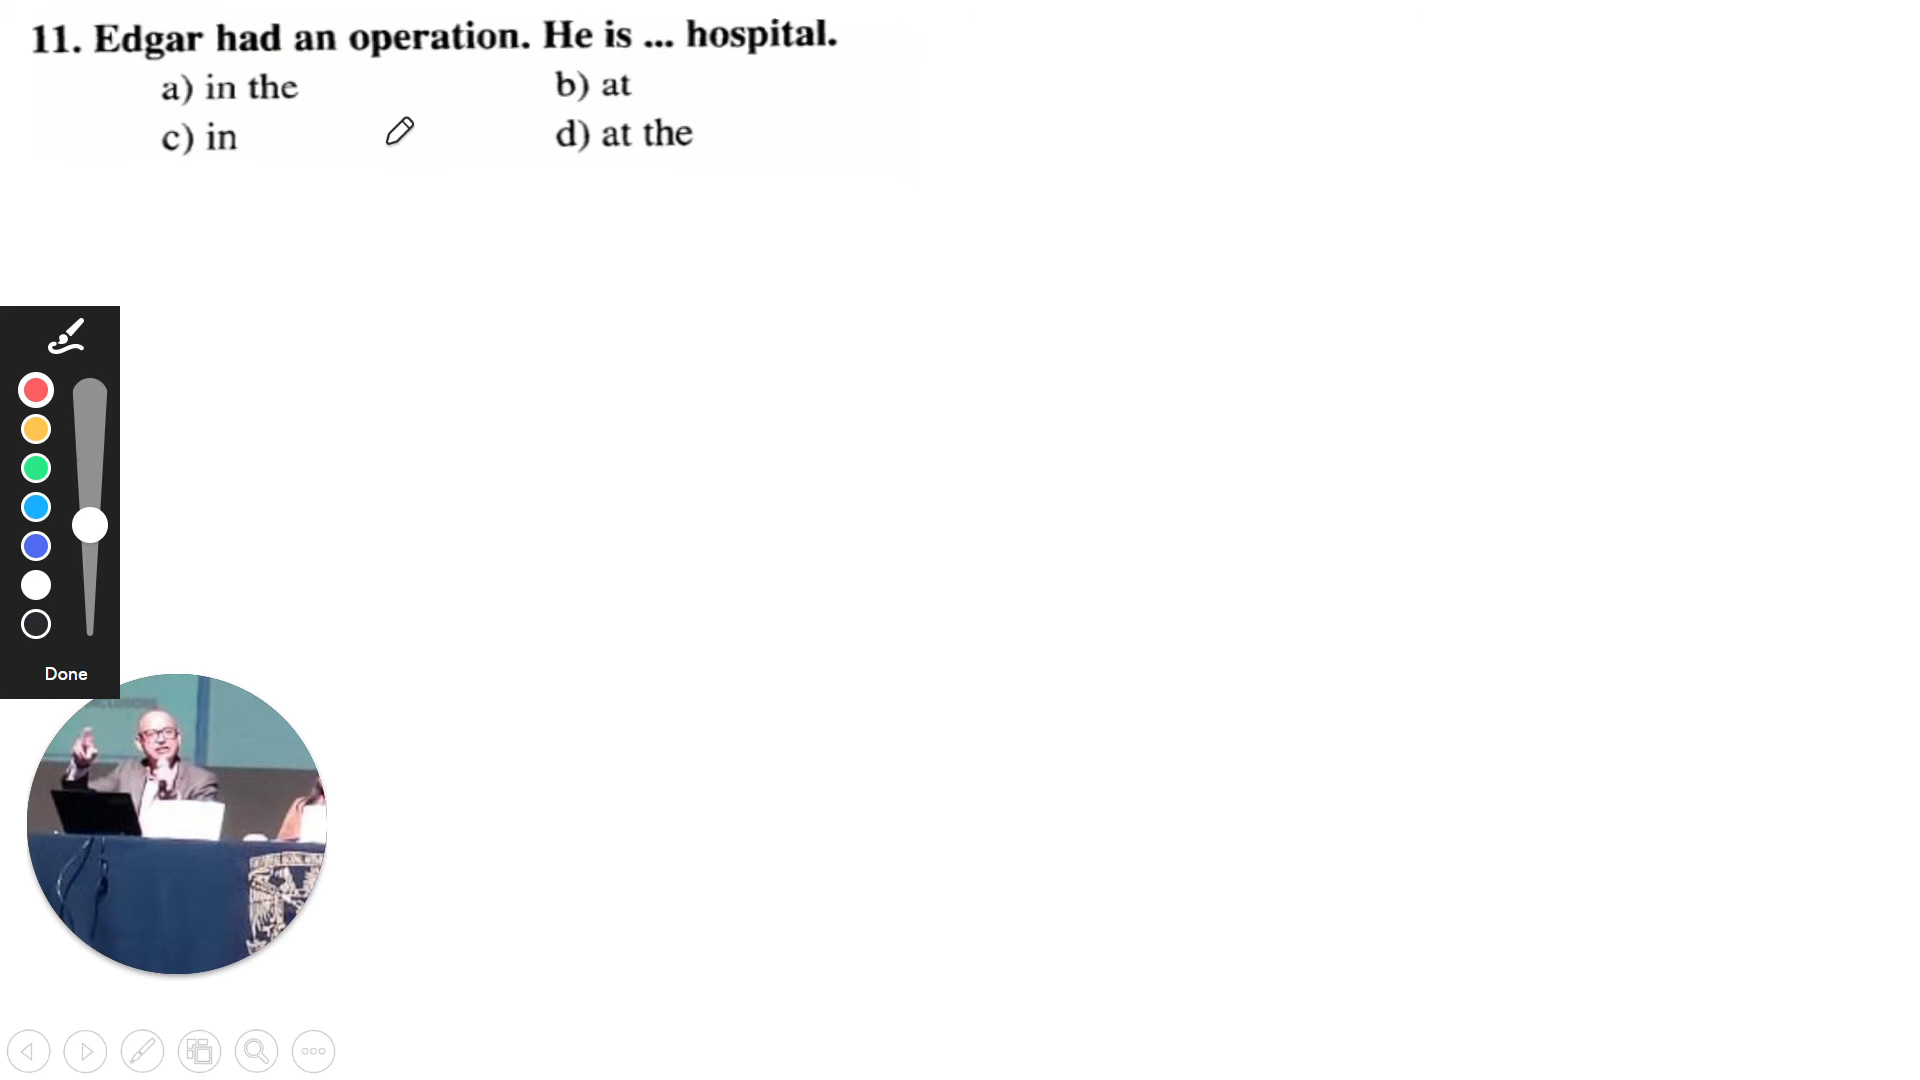 11. Edgar had an operation. He is ... hospital.
a) in the
b) at
c) in
d) at the
Done